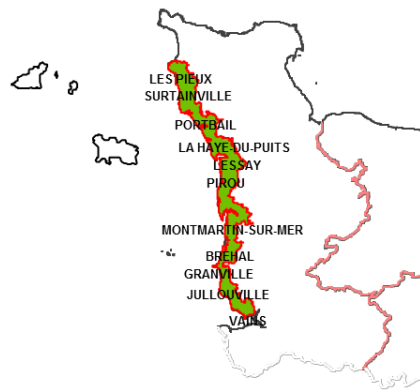 LES PIEUX
SURTAINVILLE
PORTBAIL
LA HAYE-DU-PUITS
LESSAY
PIROU
MONTMARTIN-SUR-MER
BREHAL
GRANVILLE
JULLOUVILLE
VAINS